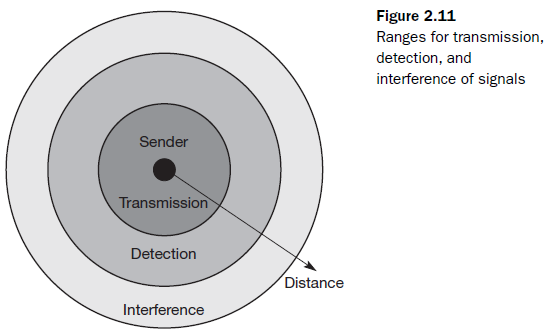 Figure 2.11
Ranges for transmission,
detection, and
interference of signals
Sender
Transmission
Detection
Distance
Interference